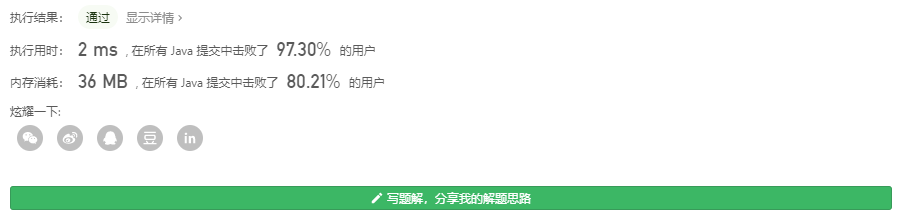 执行结果： 通过 显示详情 ›
执行用时： 2 ms , 在所有 Java 提交中击败了 97.30% 的用户
内存消耗： 36 MB , 在所有 Java 提交中击败了 80.21% 的用户
炫耀一下:
豆 in
写题解，分享我的解题思路